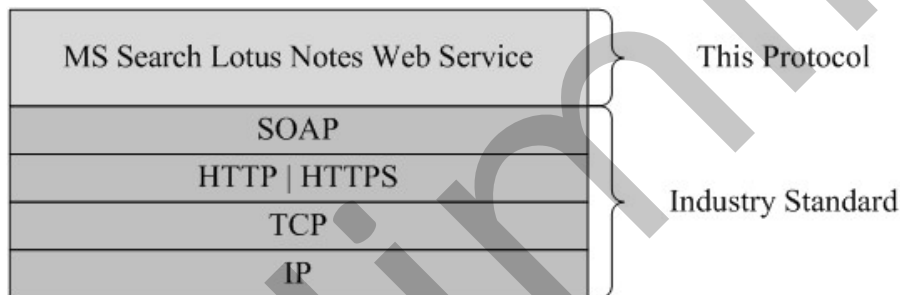 MS Search Lotus Notes Web Service
This Protocol
SOAP
HTTP | HTTPS
Industry Standard
TCP
IP